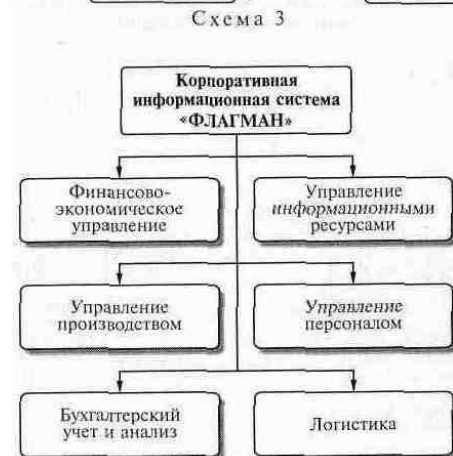 Схема 3
Корпоративная
информационная система
«ФЛАГМАН»
Финансово-
экономическое
управление
Управление
информационными
ресурсами
Управление
производством
Управление
персоналом
Бухгалтерский
учет и анализ
Логистика